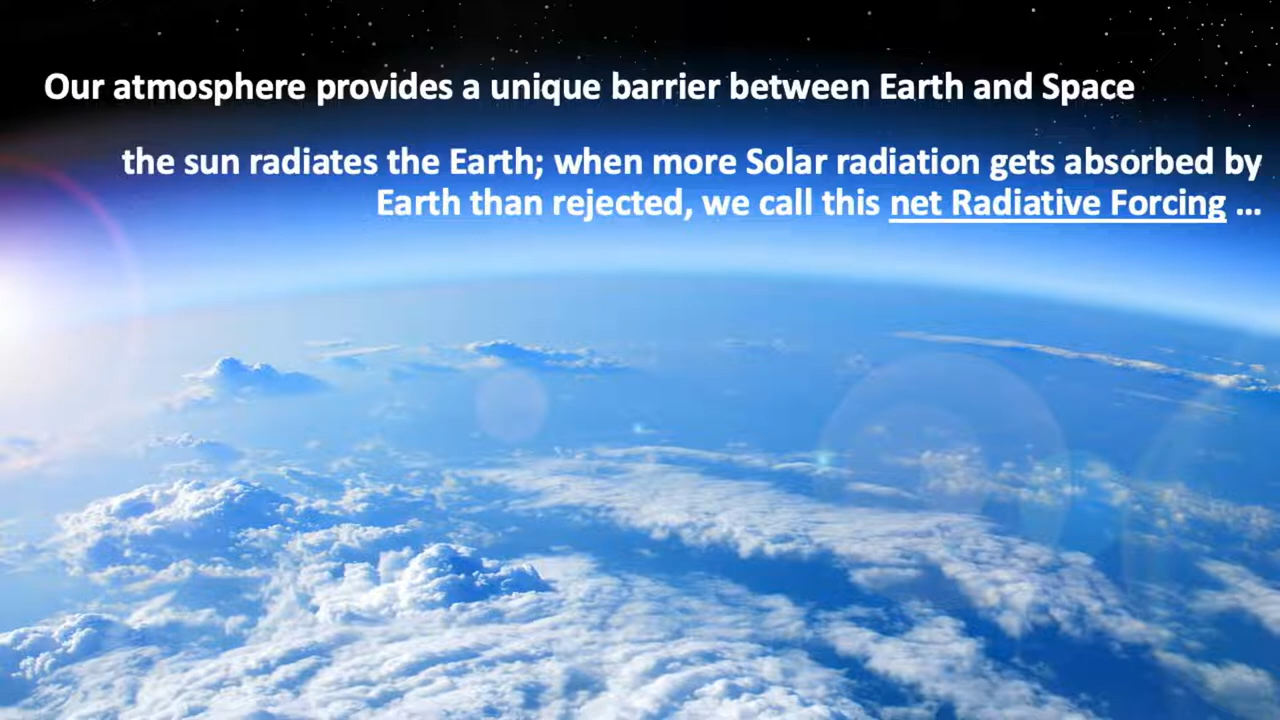 Our atmosphere provides a unique barrier between Earth and Space
the sun radiates the Earth; when more Solar radiation gets absorbed by
Earth than rejected, we call this net Radiative Forcing ...